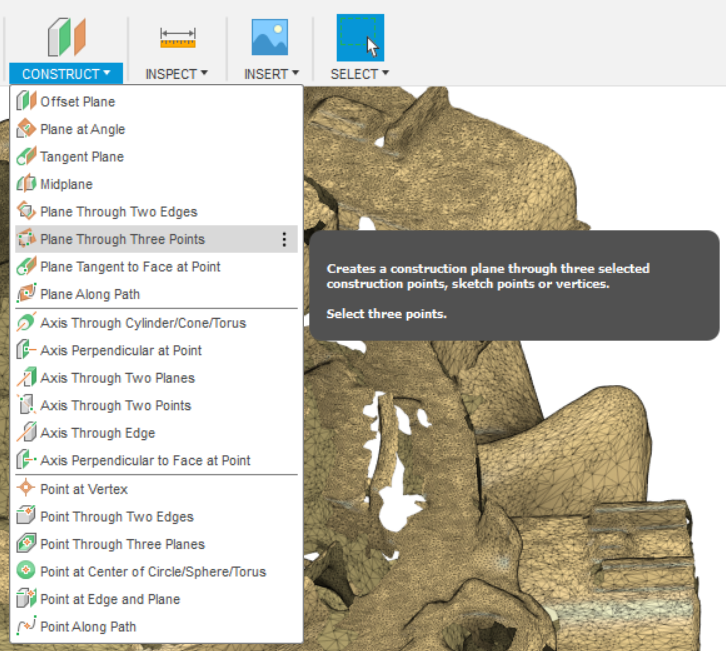 CONSTRUCT ▼ INSPECT ▼ INSERT ▼ SELECT ▼
Offset Plane
Plane at Angle
Tangent Plane
Midplane
Plane Through Two Edges
Plane Through Three Points
Plane Tangent to Face at Point
Plane Along Path
Axis Through Cylinder/Cone/Torus
Axis Perpendicular at Point
Axis Through Two Planes
Axis Through Two Points
Axis Through Edge
Axis Perpendicular to Face at Point
Point at Vertex
Point Through Two Edges
Point Through Three Planes
Point at Center of Circle/Sphere/Torus
Point at Edge and Plane
Point Along Path
Creates a construction plane through three selected
construction points, sketch points or vertices.
Select three points.